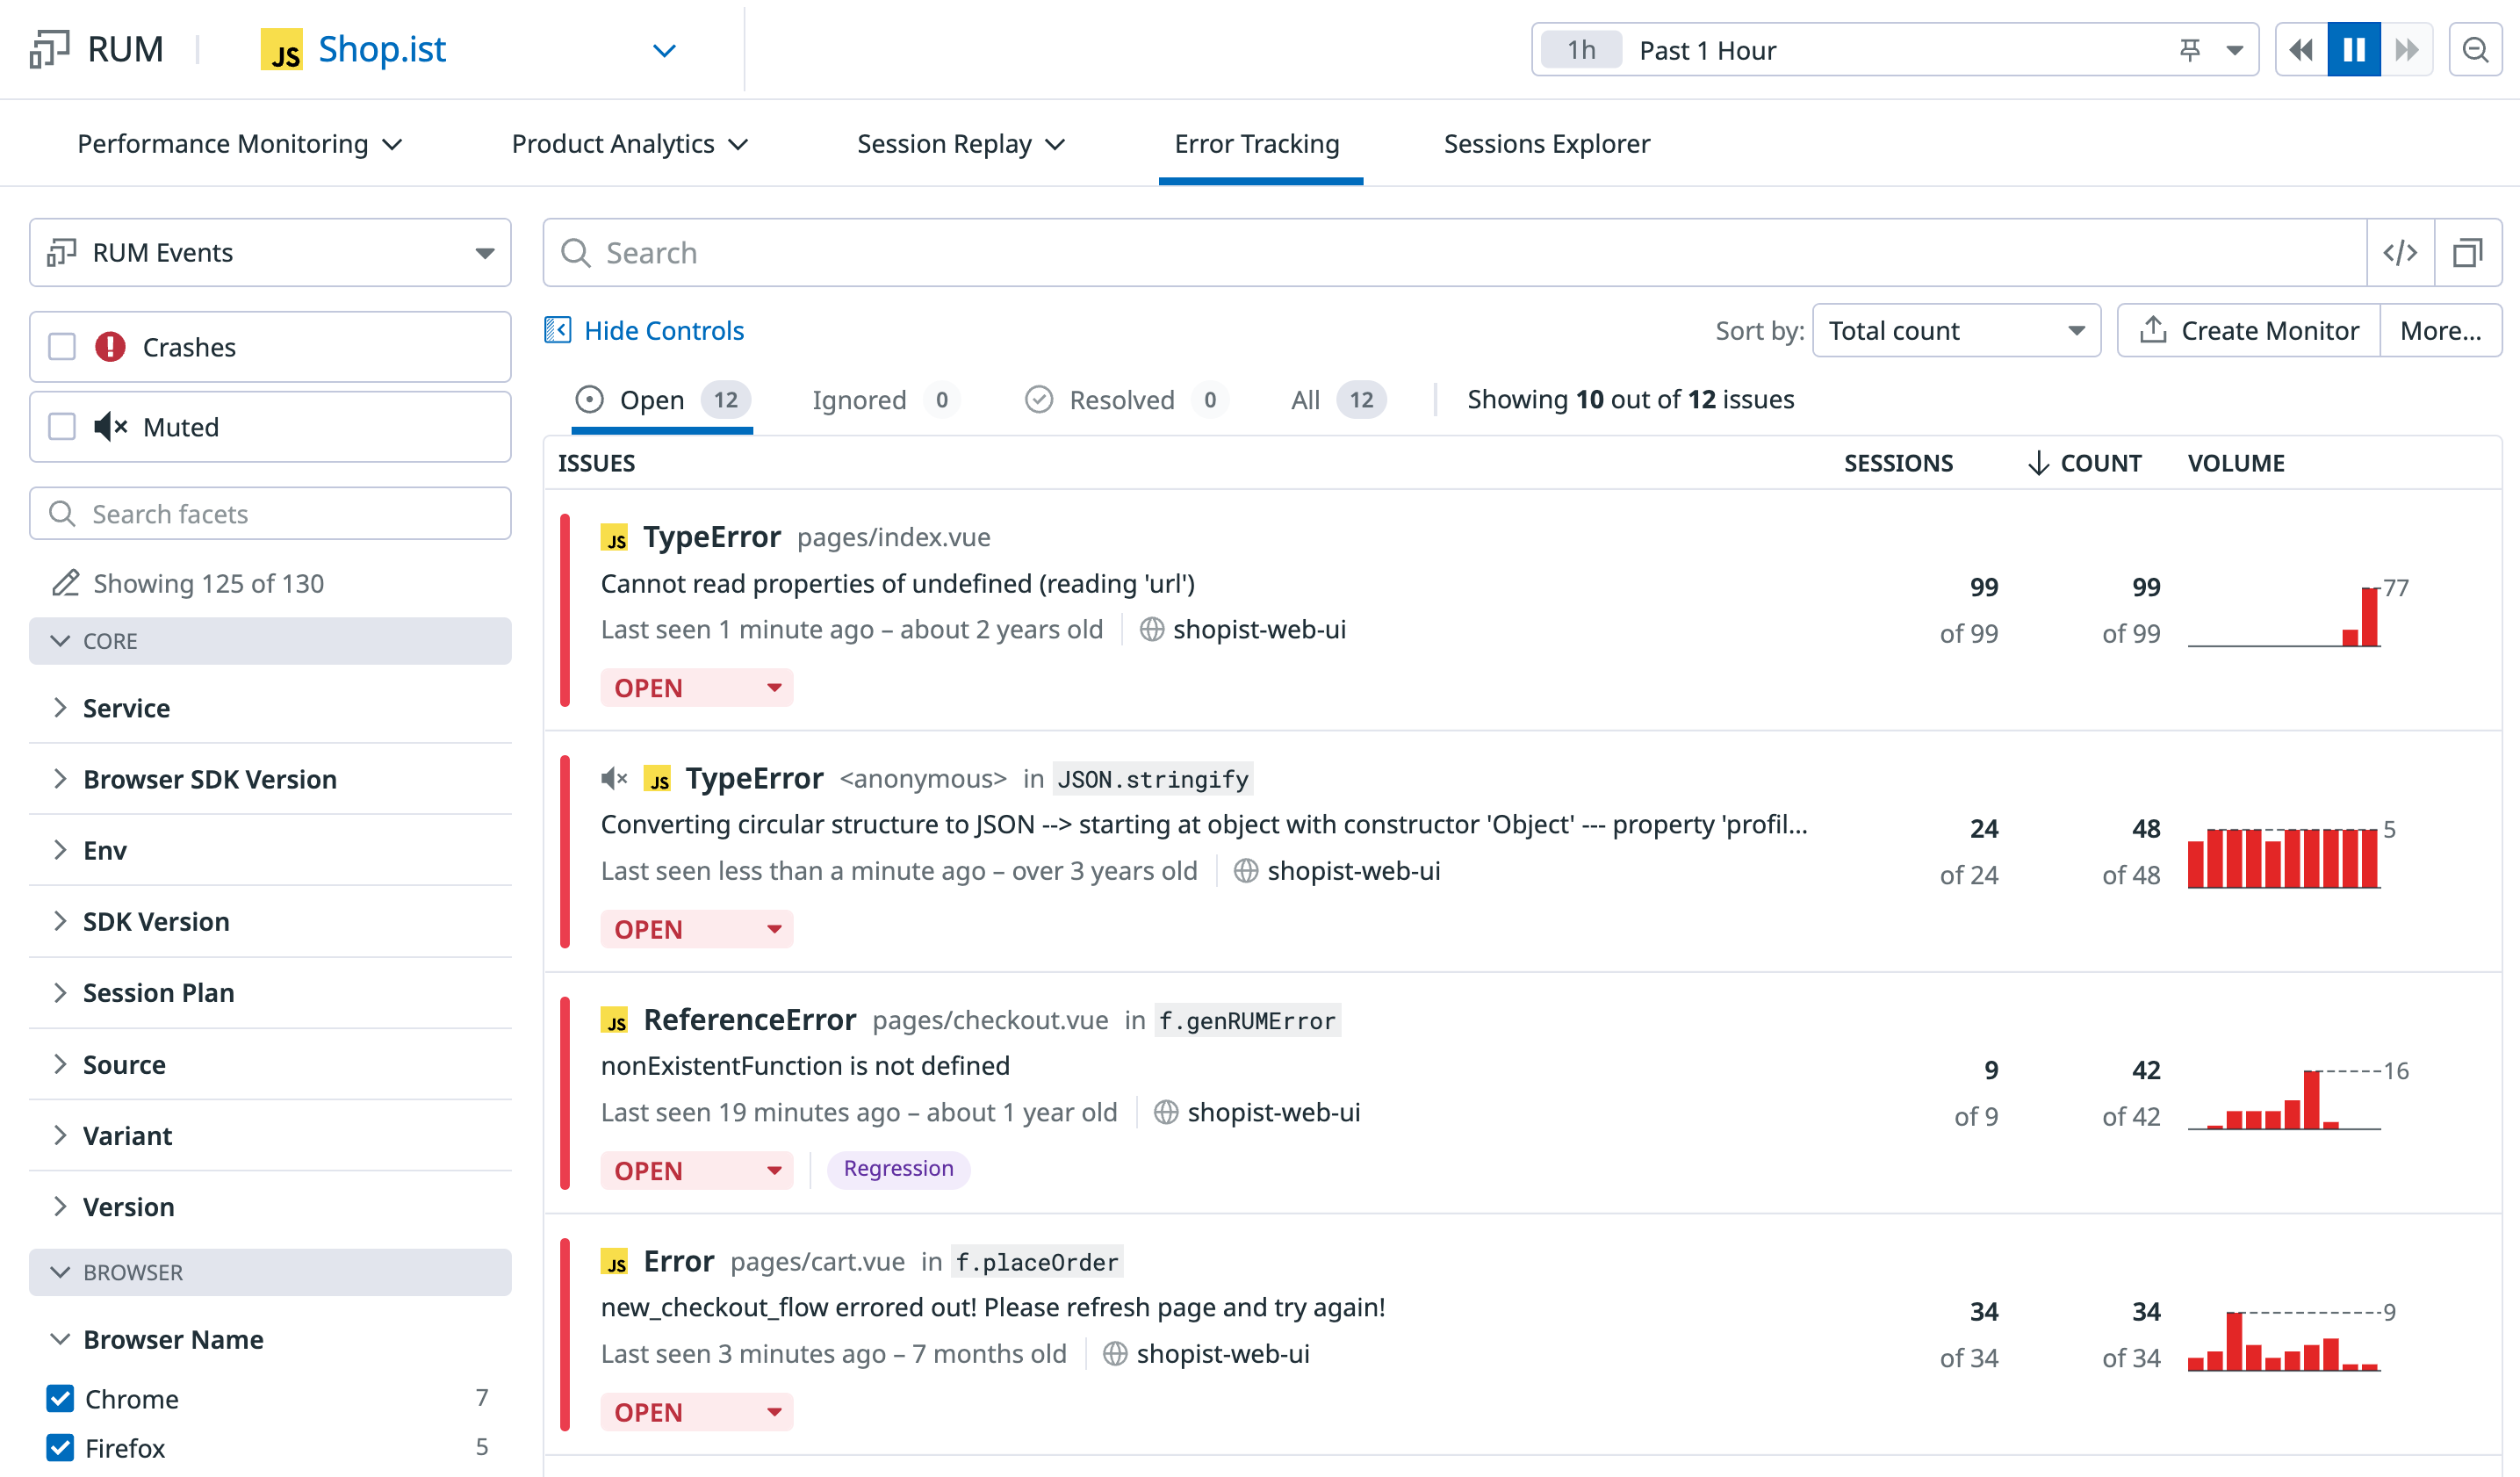 RUM
JS Shop.ist
1h Past 1 Hour
Performance Monitoring
Product Analytics
Session Replay
Error Tracking
Sessions Explorer
RUM Events
Search
</>
Crashes
Muted
Search facets
Showing 125 of 130
CORE
Service
Browser SDK Version
Env
SDK Version
Session Plan
Source
Variant
Version
BROWSER
Browser Name
Chrome 7
Firefox 5
Hide Controls
Sort by: Total count
Create Monitor
More...
Open 12
Ignored 0
Resolved 0
All 12
Showing 10 out of 12 issues
ISSUES SESSIONS COUNT VOLUME
JS TypeError pages/index.vue
Cannot read properties of undefined (reading 'url')
Last seen 1 minute ago – about 2 years old shopist-web-ui
OPEN
99
of 99
99
of 99
77
JS TypeError <anonymous> in JSON.stringify
Converting circular structure to JSON --> starting at object with constructor 'Object' --- property 'profil...
Last seen less than a minute ago – over 3 years old shopist-web-ui
OPEN
24
of 24
48
of 48
5
JS ReferenceError pages/checkout.vue in f.genRUMError
nonExistentFunction is not defined
Last seen 19 minutes ago – about 1 year old shopist-web-ui
OPEN Regression
9
of 9
42
of 42
16
JS Error pages/cart.vue in f.placeOrder
new_checkout_flow errored out! Please refresh page and try again!
Last seen 3 minutes ago – 7 months old shopist-web-ui
OPEN
34
of 34
34
of 34
9